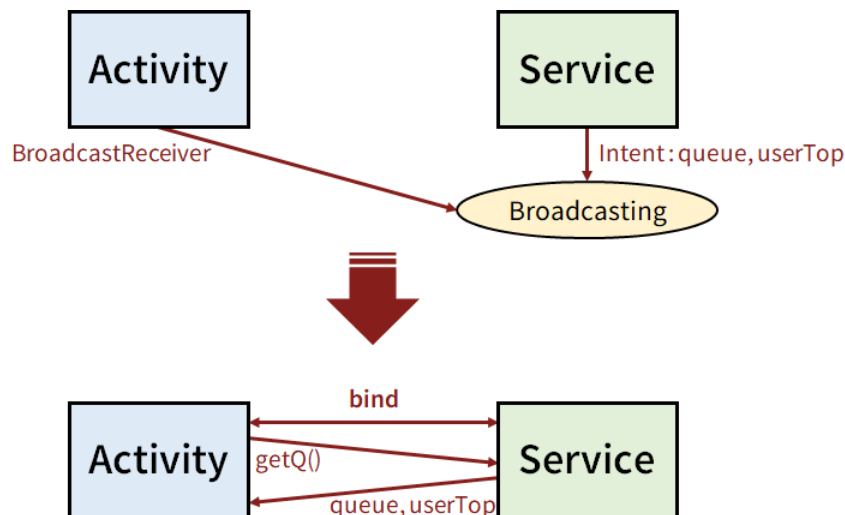 Activity
Service
BroadcastReceiver
Intent: queue, userTop
Broadcasting
bind
Activity
getQ()
Service
queue, userTop